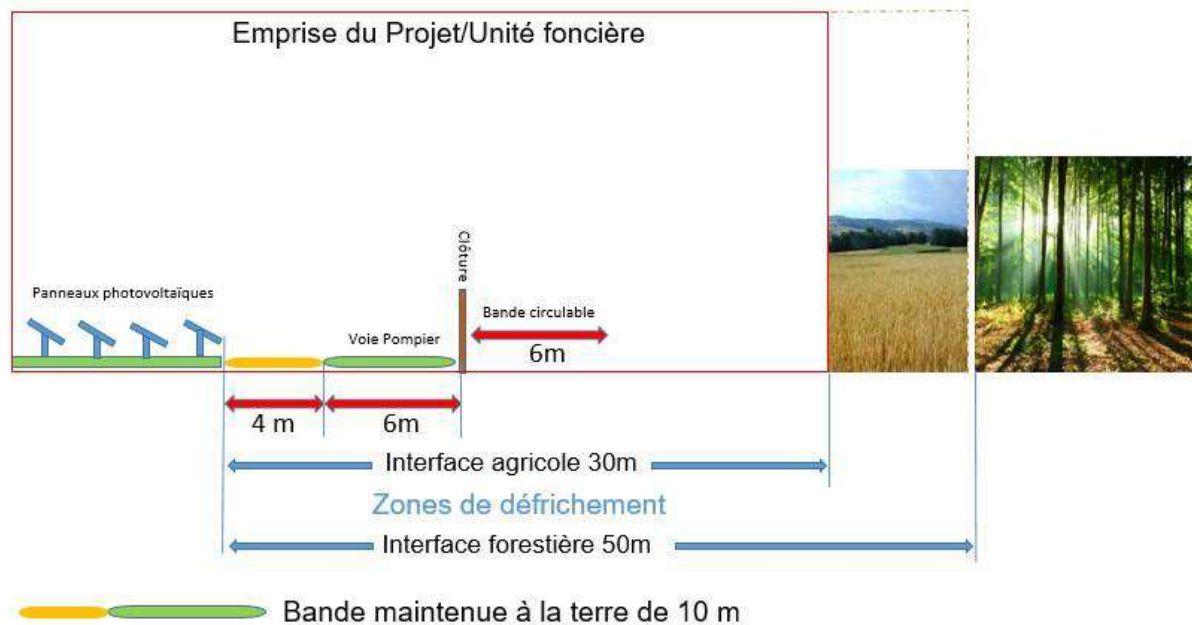 Emprise du Projet/Unité foncière
Clôture
Panneaux photovoltaïques
Voie Pompier
Bande circulable
6m
4 m
6m
Interface agricole 30m
Zones de défrichement
Interface forestière 50m
Bande maintenue à la terre de 10 m